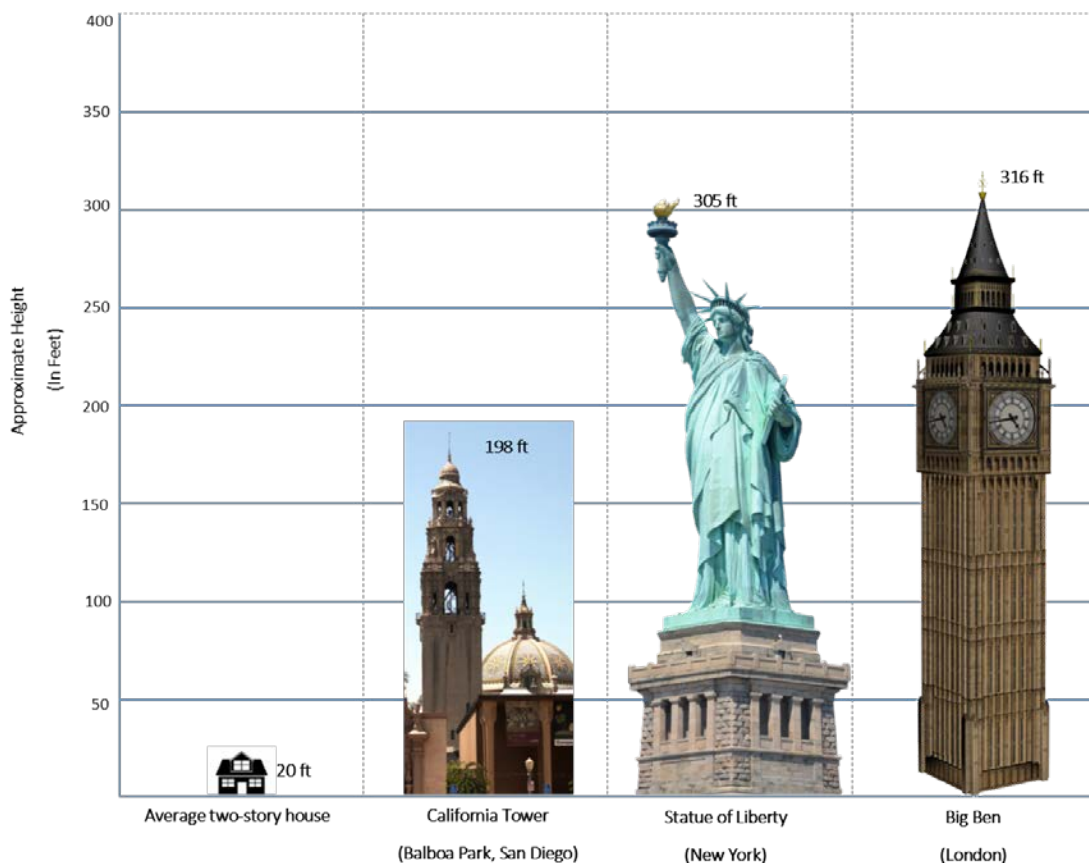 400
350
300
250
200
150
100
50
Approximate Height
(In Feet)
20 ft
198 ft
305 ft
316 ft
Average two-story house
California Tower
(Balboa Park, San Diego)
Statue of Liberty
(New York)
Big Ben
(London)